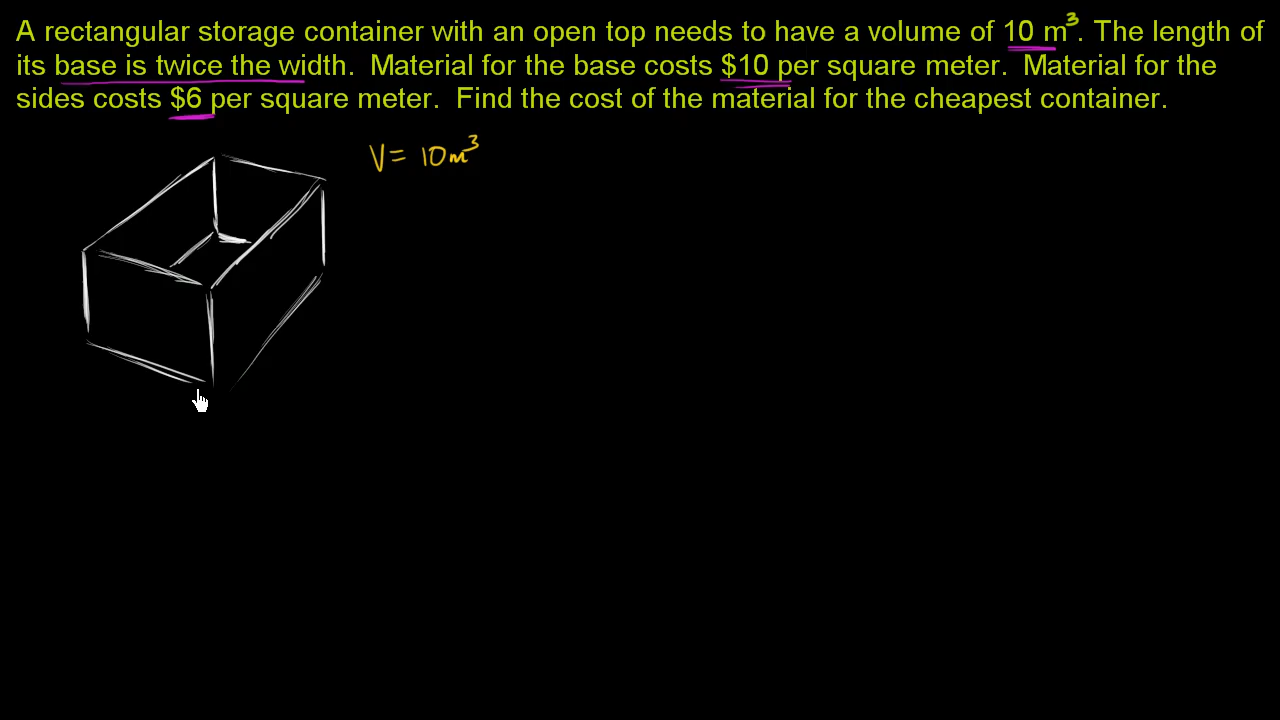 A rectangular storage container with an open top needs to have a volume of 10 m³. The length of
its base is twice the width. Material for the base costs $10 per square meter. Material for the
sides costs $6 per square meter. Find the cost of the material for the cheapest container.
V = 10m³